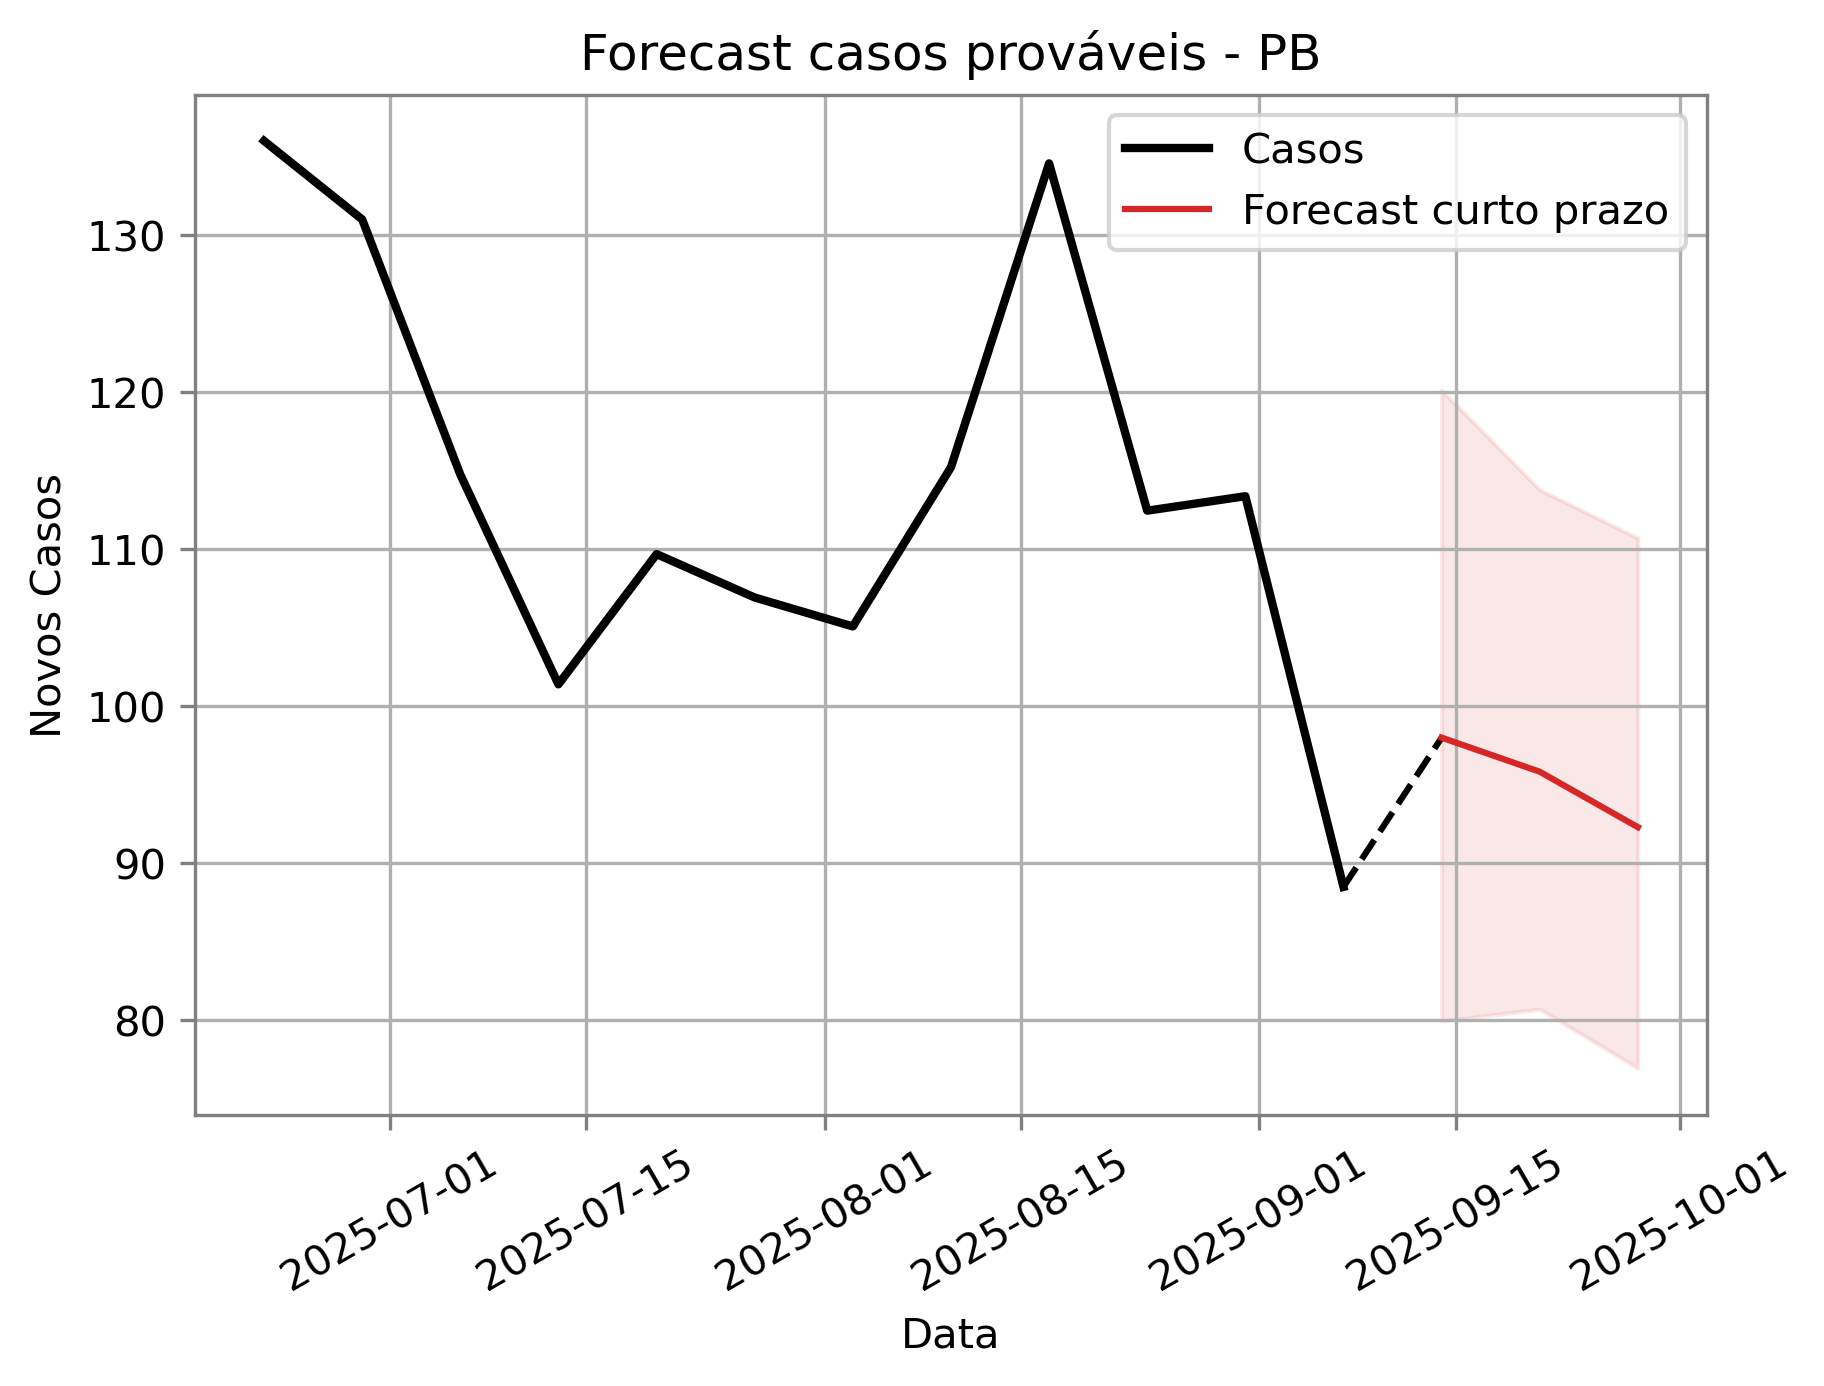 Forecast casos prováveis - PB
Casos
Forecast curto prazo
Novos Casos
130
120
110
100
90
80
2025-07-01
2025-07-15
2025-08-01
2025-08-15
2025-09-01
2025-09-15
2025-10-01
Data